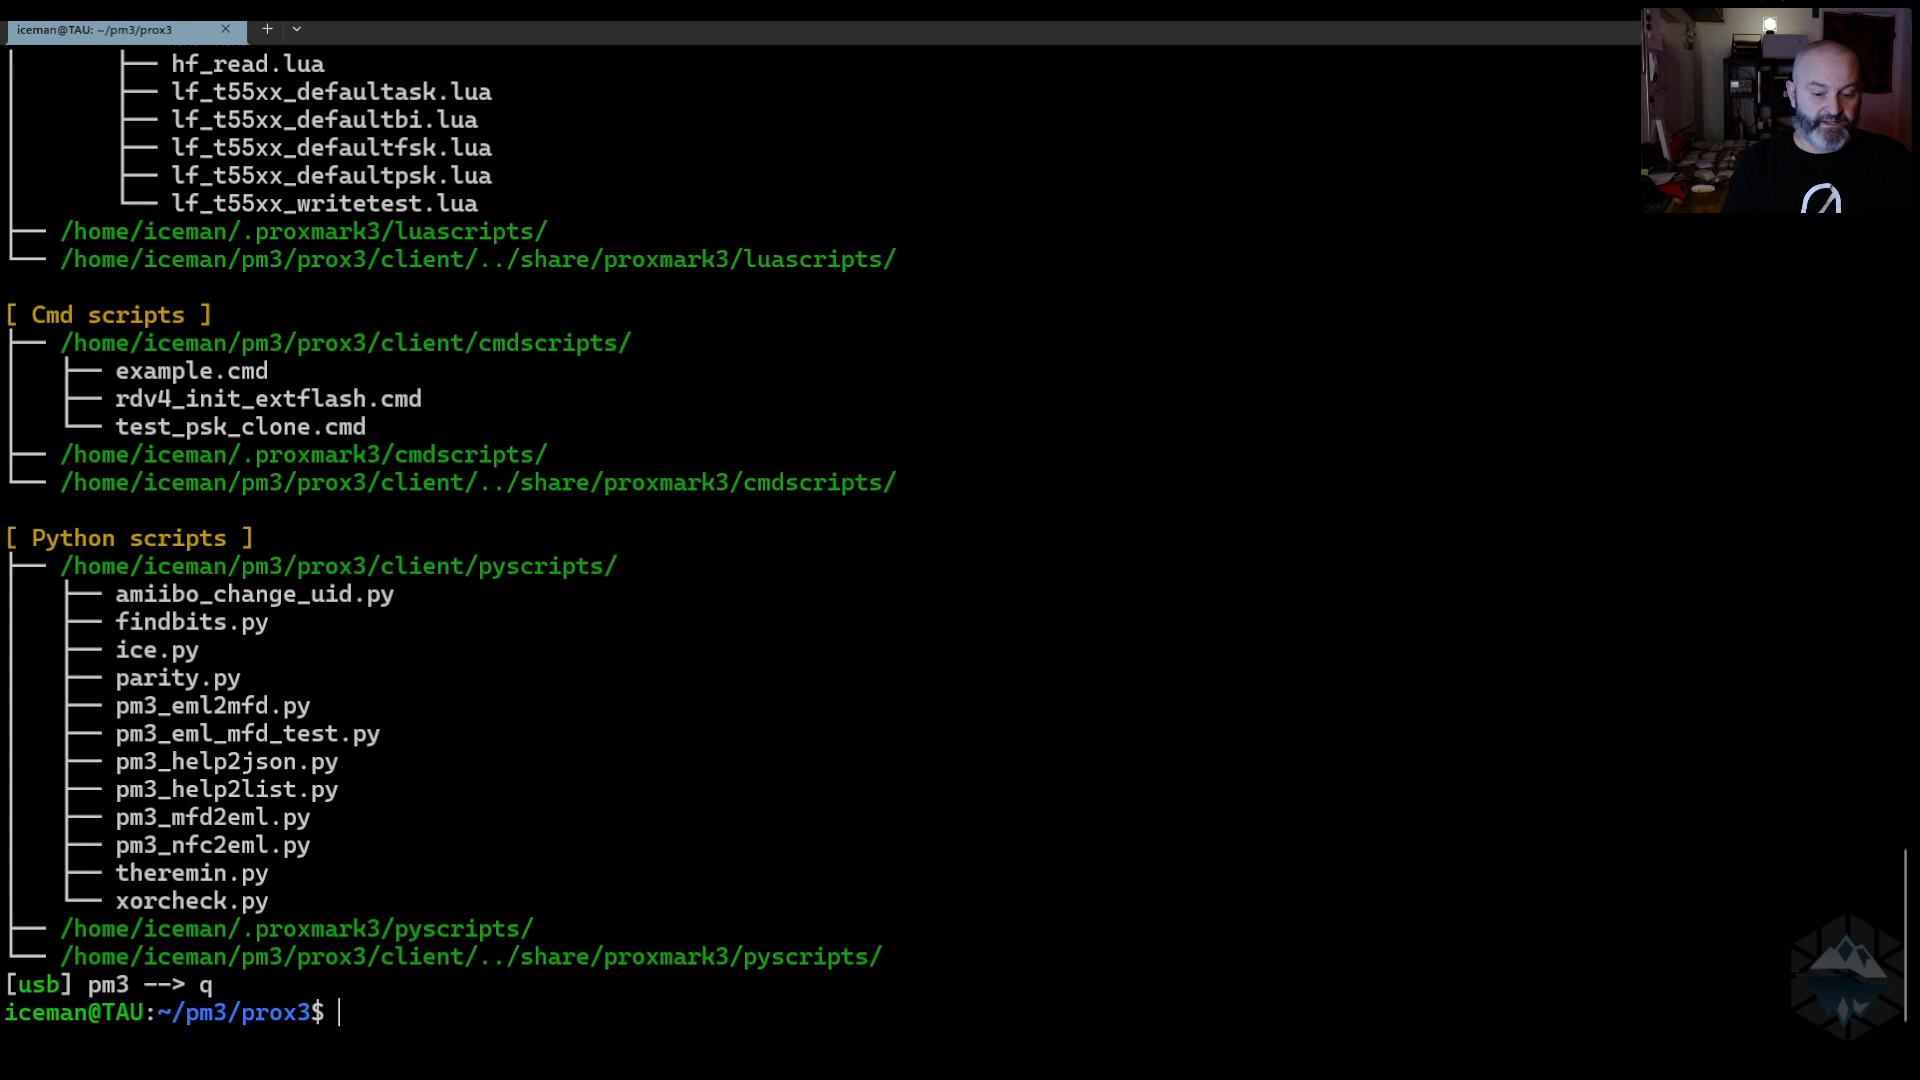 iceman@TAU: ~/pm3/prox3
hf_read.lua
lf_t55xx_defaultask.lua
lf_t55xx_defaultbi.lua
lf_t55xx_defaultfsk.lua
lf_t55xx_defaultpsk.lua
lf_t55xx_writetest.lua
/home/iceman/.proxmark3/luascripts/
/home/iceman/pm3/prox3/client/../share/proxmark3/luascripts/
[ Cmd scripts ]
/home/iceman/pm3/prox3/client/cmdscripts/
example.cmd
rdv4_init_extflash.cmd
test_psk_clone.cmd
/home/iceman/.proxmark3/cmdscripts/
/home/iceman/pm3/prox3/client/../share/proxmark3/cmdscripts/
[ Python scripts ]
/home/iceman/pm3/prox3/client/pyscripts/
amiibo_change_uid.py
findbits.py
ice.py
parity.py
pm3_eml2mfd.py
pm3_eml_mfd_test.py
pm3_help2json.py
pm3_help2list.py
pm3_mfd2eml.py
pm3_nfc2eml.py
theremin.py
xorcheck.py
/home/iceman/.proxmark3/pyscripts/
/home/iceman/pm3/prox3/client/../share/proxmark3/pyscripts/
[usb] pm3 --> q
iceman@TAU:~/pm3/prox3$